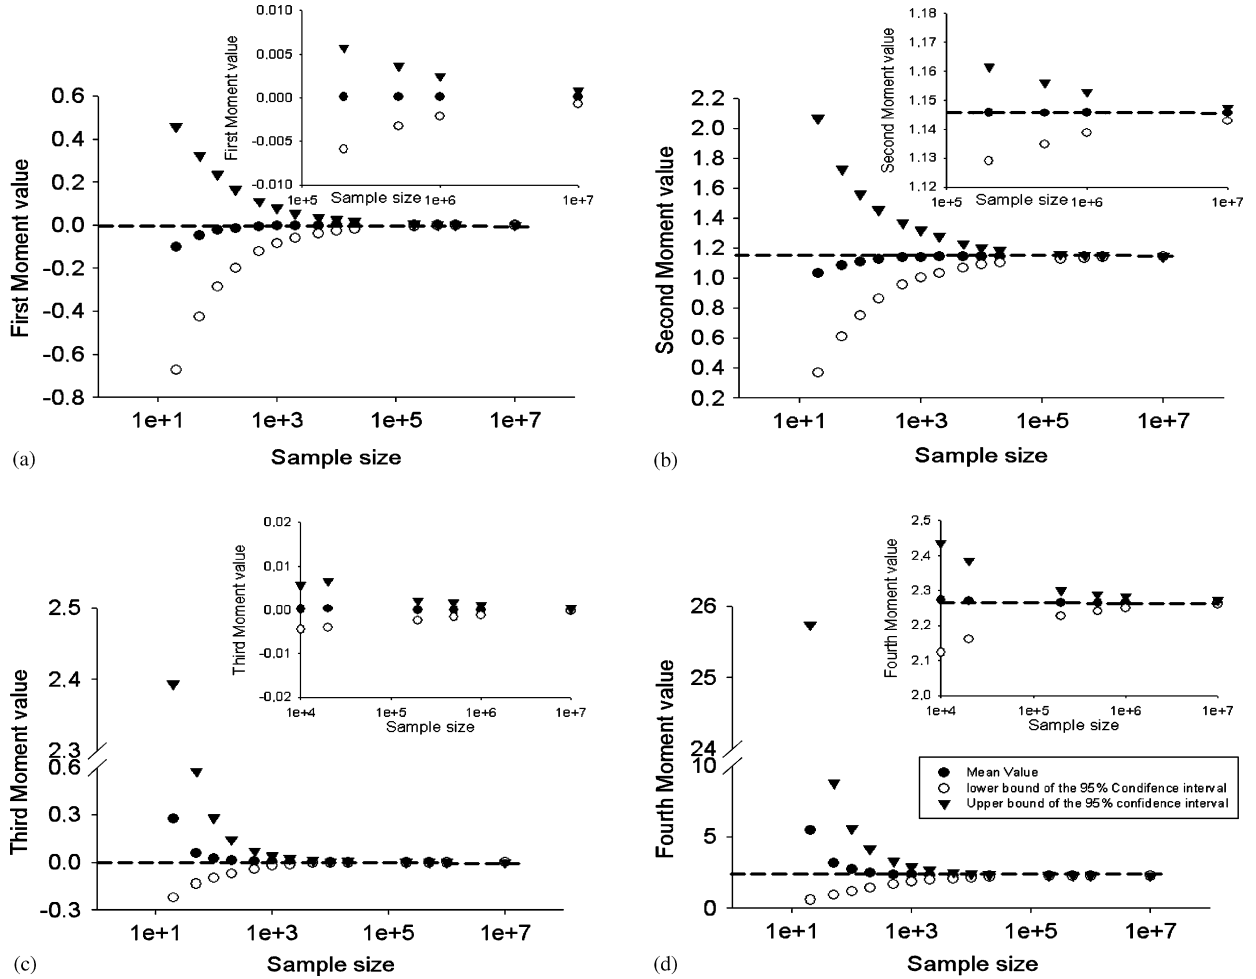 0.010
0.005
0.000
-0.005
-0.010
First Moment value
1e+5
Sample size
1e+6
1e+7
0.6
0.4
0.2
0.0
-0.2
-0.4
-0.6
-0.8
First Moment value
1e+1
1e+3
1e+5
1e+7
Sample size
(a)
1.18
1.17
1.16
1.15
1.14
1.13
1.12
Second Moment value
1e+5
Sample size
1e+6
1e+7
2.2
2.0
1.8
1.6
1.4
1.2
1.0
0.8
0.6
0.4
0.2
Second Moment value
1e+1
1e+3
1e+5
1e+7
Sample size
(b)
0.02
0.01
0.00
-0.01
-0.02
Third Moment value
1e+4
1e+5
1e+6
1e+7
Sample size
2.5
2.4
2.3
0.6
0.3
0.0
-0.3
Third Moment value
1e+1
1e+3
1e+5
1e+7
Sample size
(c)
2.5
2.4
2.3
2.2
2.1
2.0
Fourth Moment value
1e+4
1e+5
1e+6
1e+7
Sample size
26
25
24
10
5
0
Fourth Moment value
Mean Value
lower bound of the 95% Condifence interval
Upper bound of the 95% confidence interval
1e+1
1e+3
1e+5
1e+7
Sample size
(d)